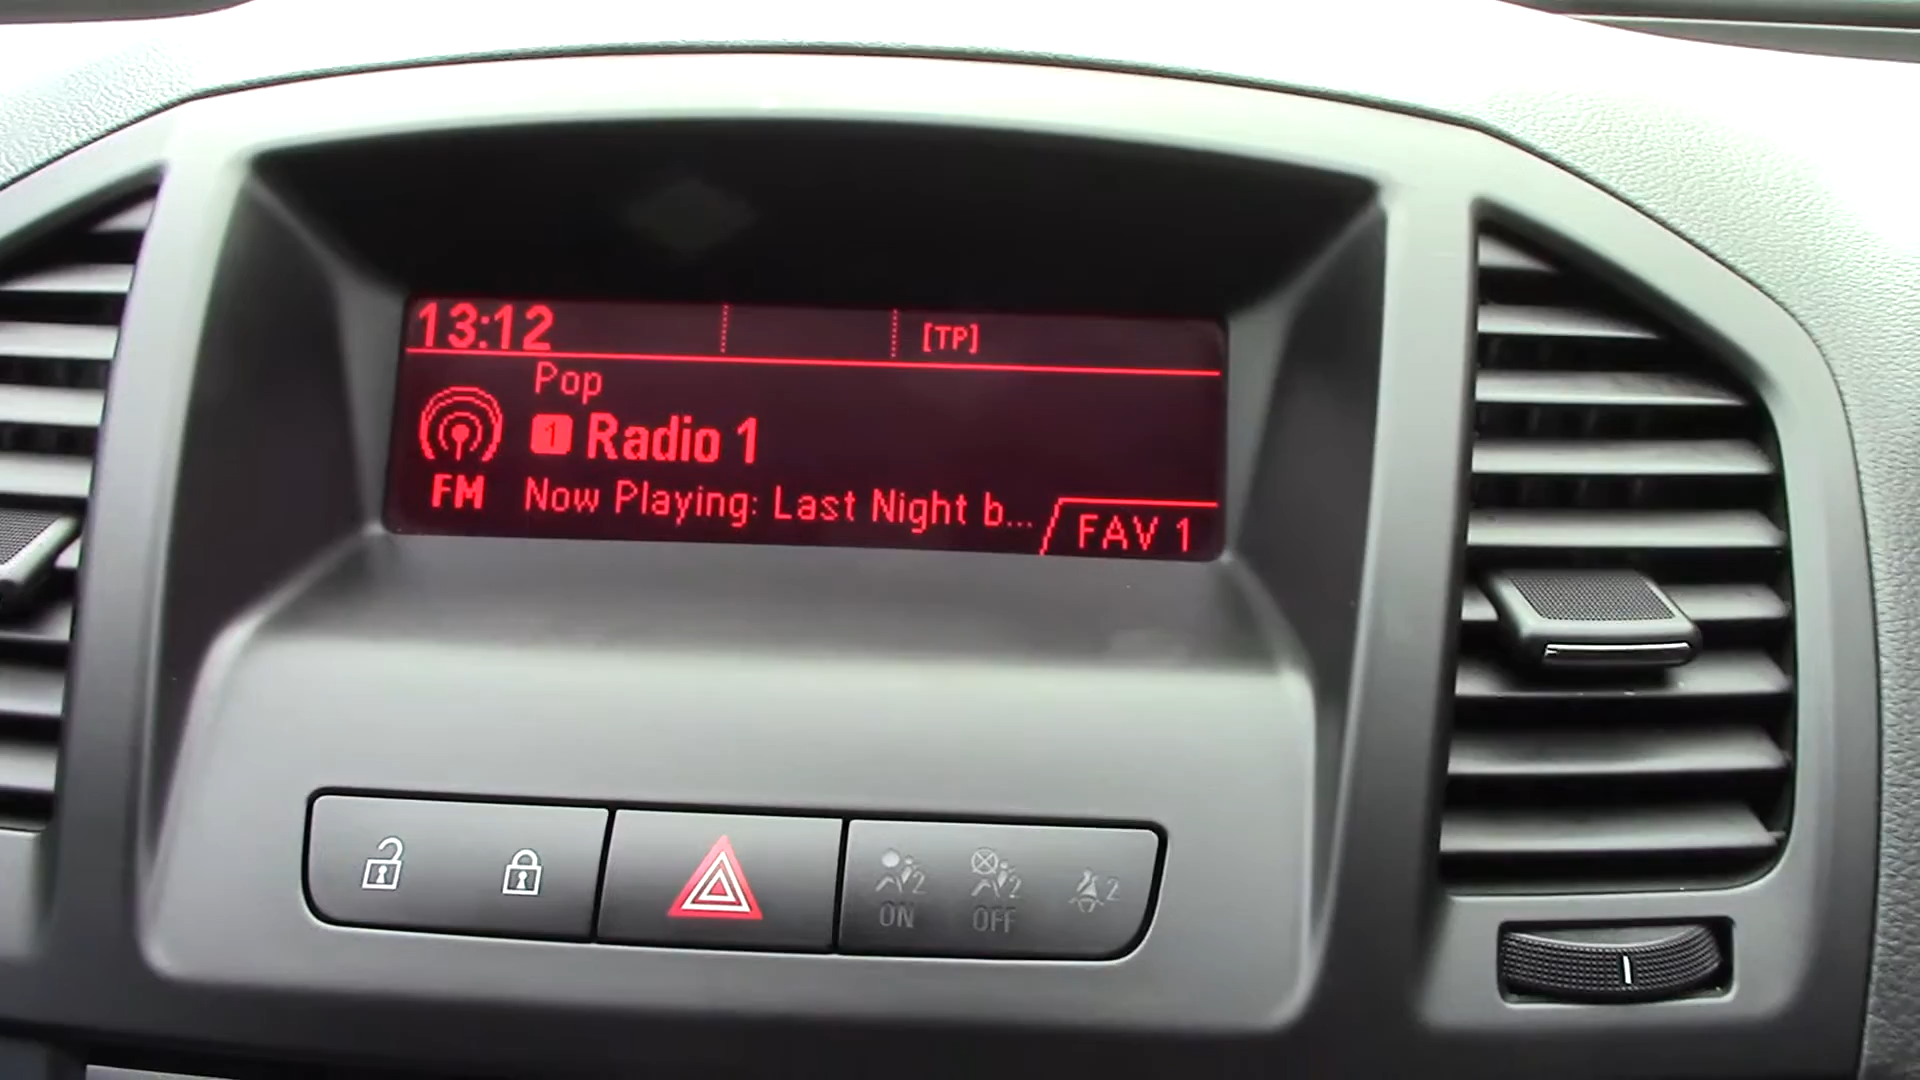 13:12 [TP]
Pop
1 Radio 1
FM Now Playing: Last Night b... FAV 1
2 ON 2 OFF 2